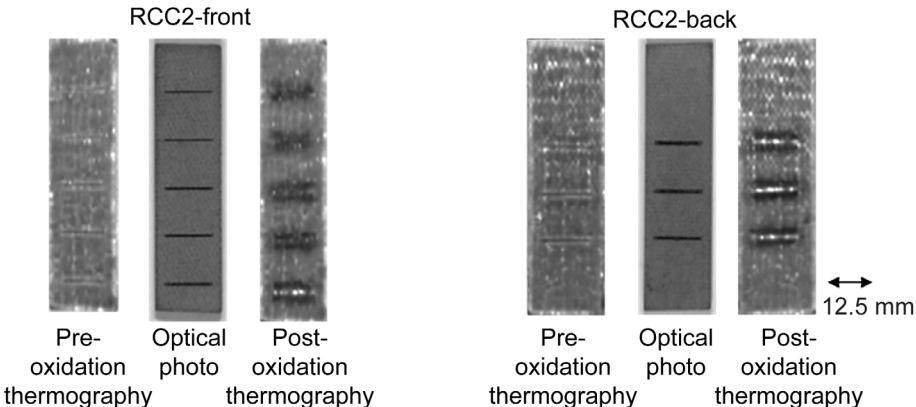 RCC2-front
Pre-
oxidation
thermography
Optical
photo
Post-
oxidation
thermography
RCC2-back
Pre-
oxidation
thermography
Optical
photo
Post-
oxidation
thermography
12.5 mm